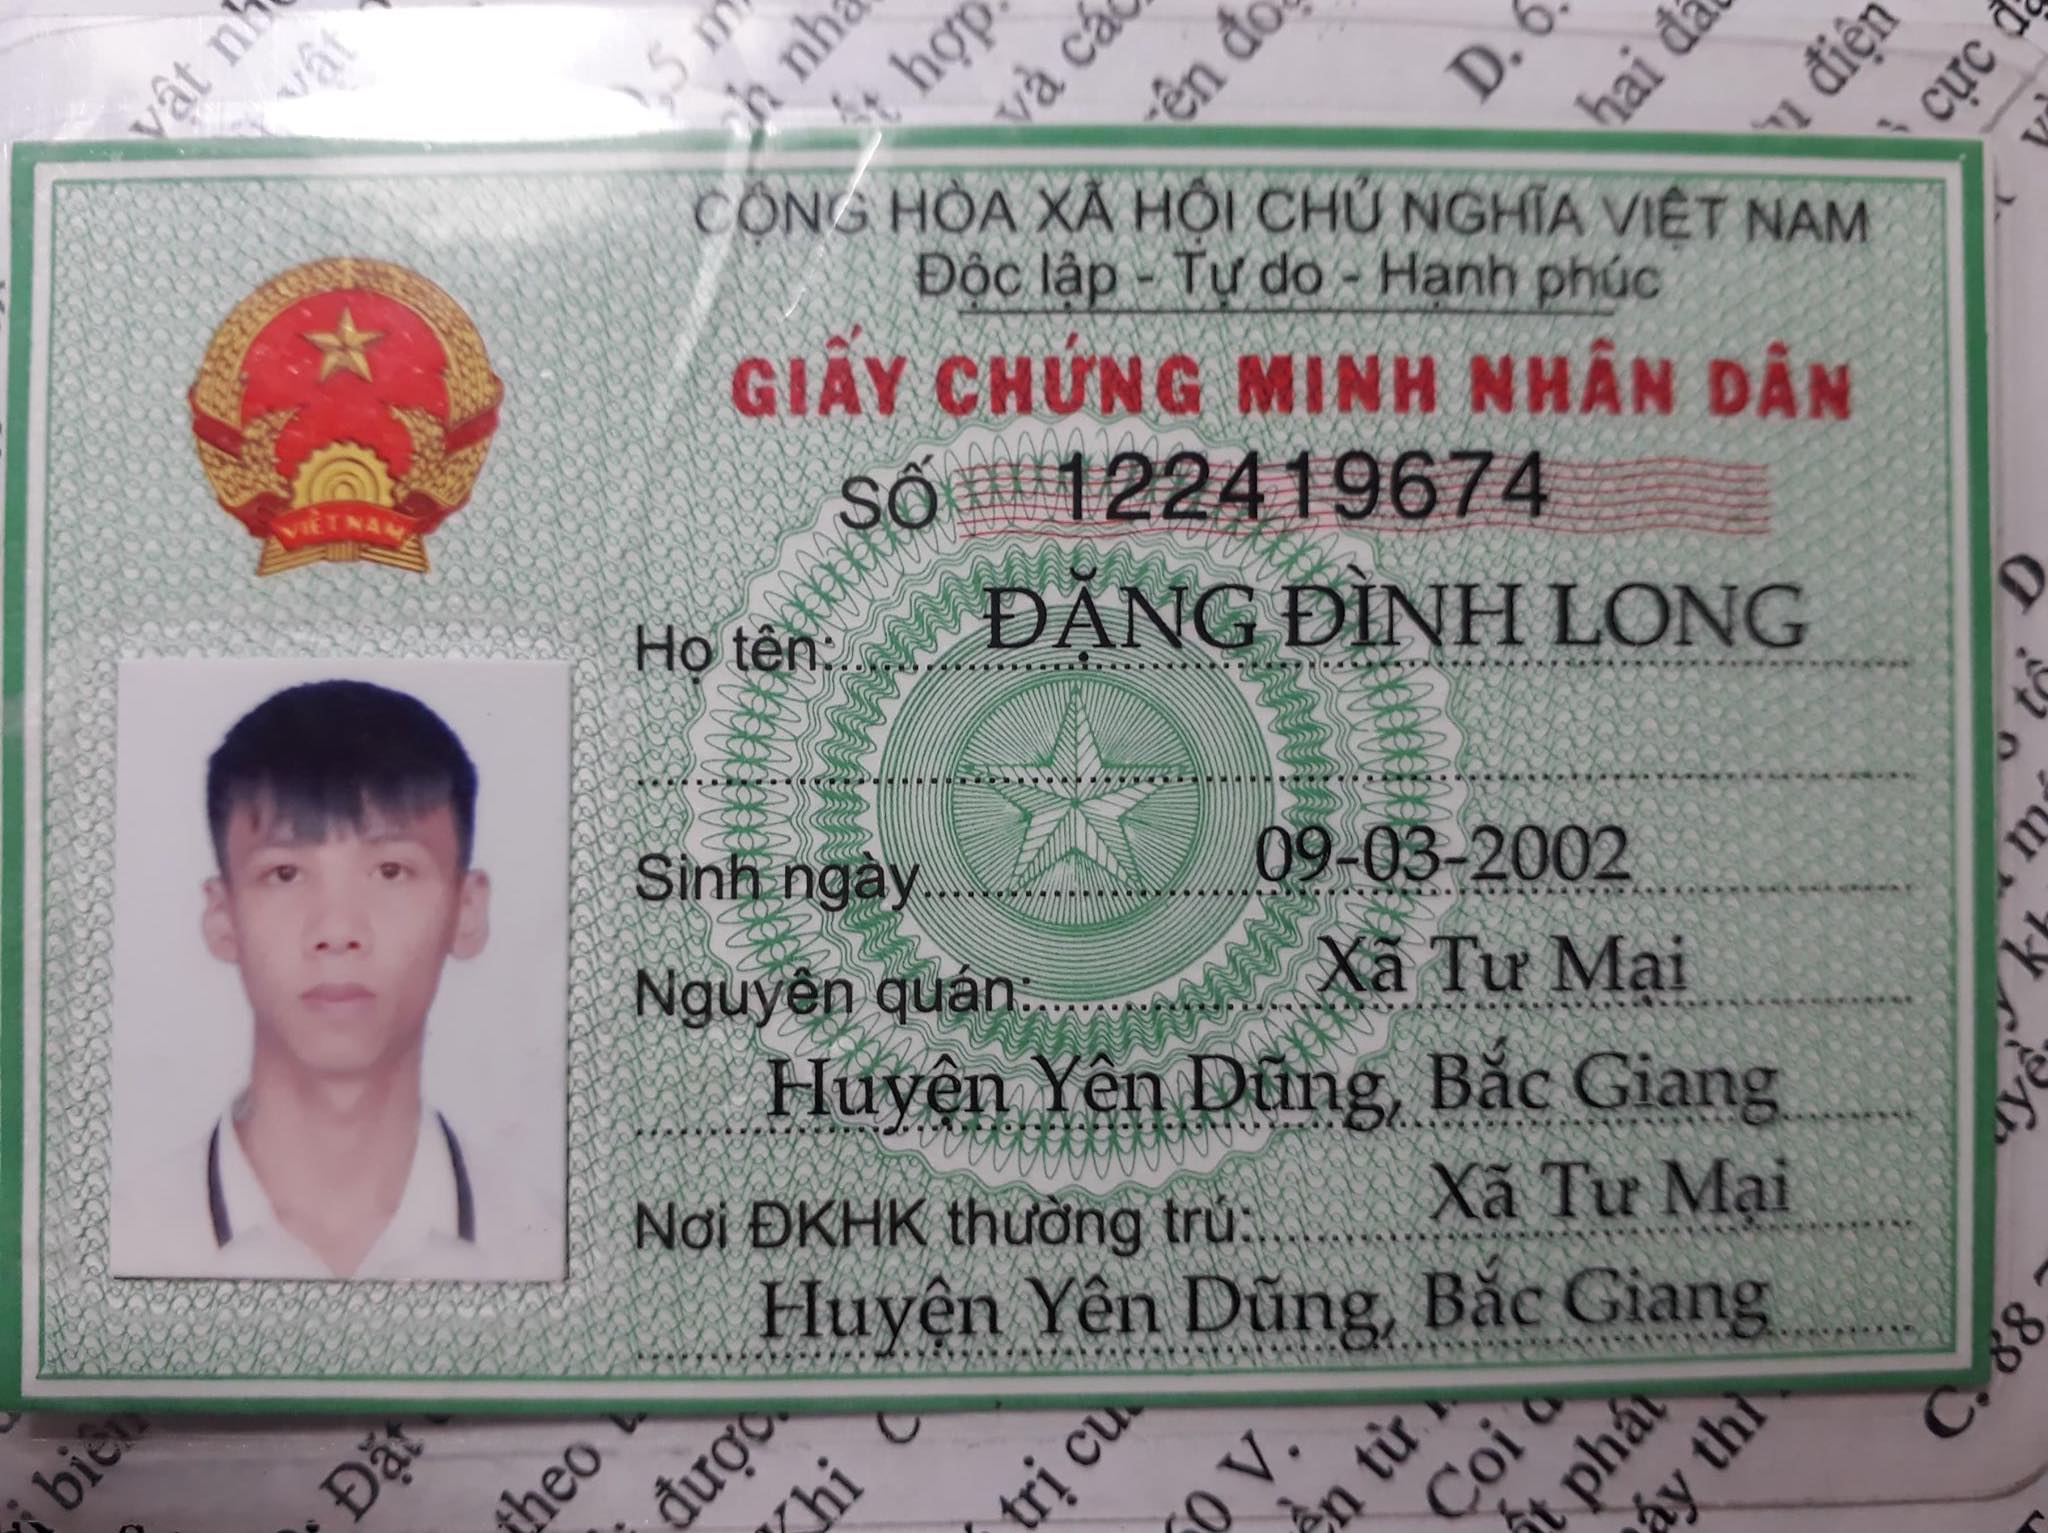 CỘNG HÒA XÃ HỘI CHỦ NGHĨA VIỆT NAM
Độc lập - Tự do - Hạnh phúc
GIẤY CHỨNG MINH NHÂN DÂN
SỐ 122419674
VIỆT NAM
Họ tên: ĐẶNG ĐÌNH LONG
Sinh ngày 09-03-2002
Nguyên quán: Xã Tư Mại
Huyện Yên Dũng, Bắc Giang
Nơi ĐKHK thường trú: Xã Tư Mại
Huyện Yên Dũng, Bắc Giang